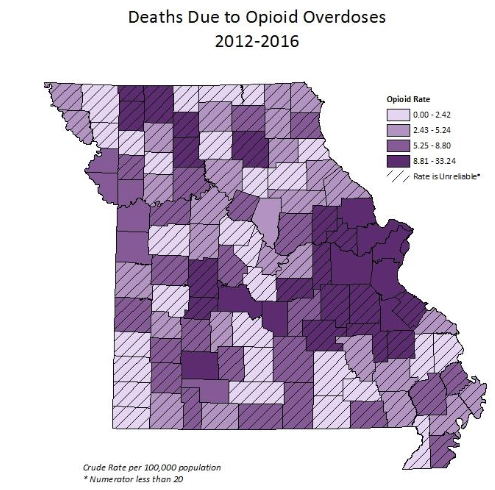 Deaths Due to Opioid Overdoses
2012-2016
Opioid Rate
0.00 - 2.42
2.43 - 5.24
5.25 - 8.80
8.81 - 33.24
Rate is Unreliable*
Crude Rate per 100,000 population
* Numerator less than 20